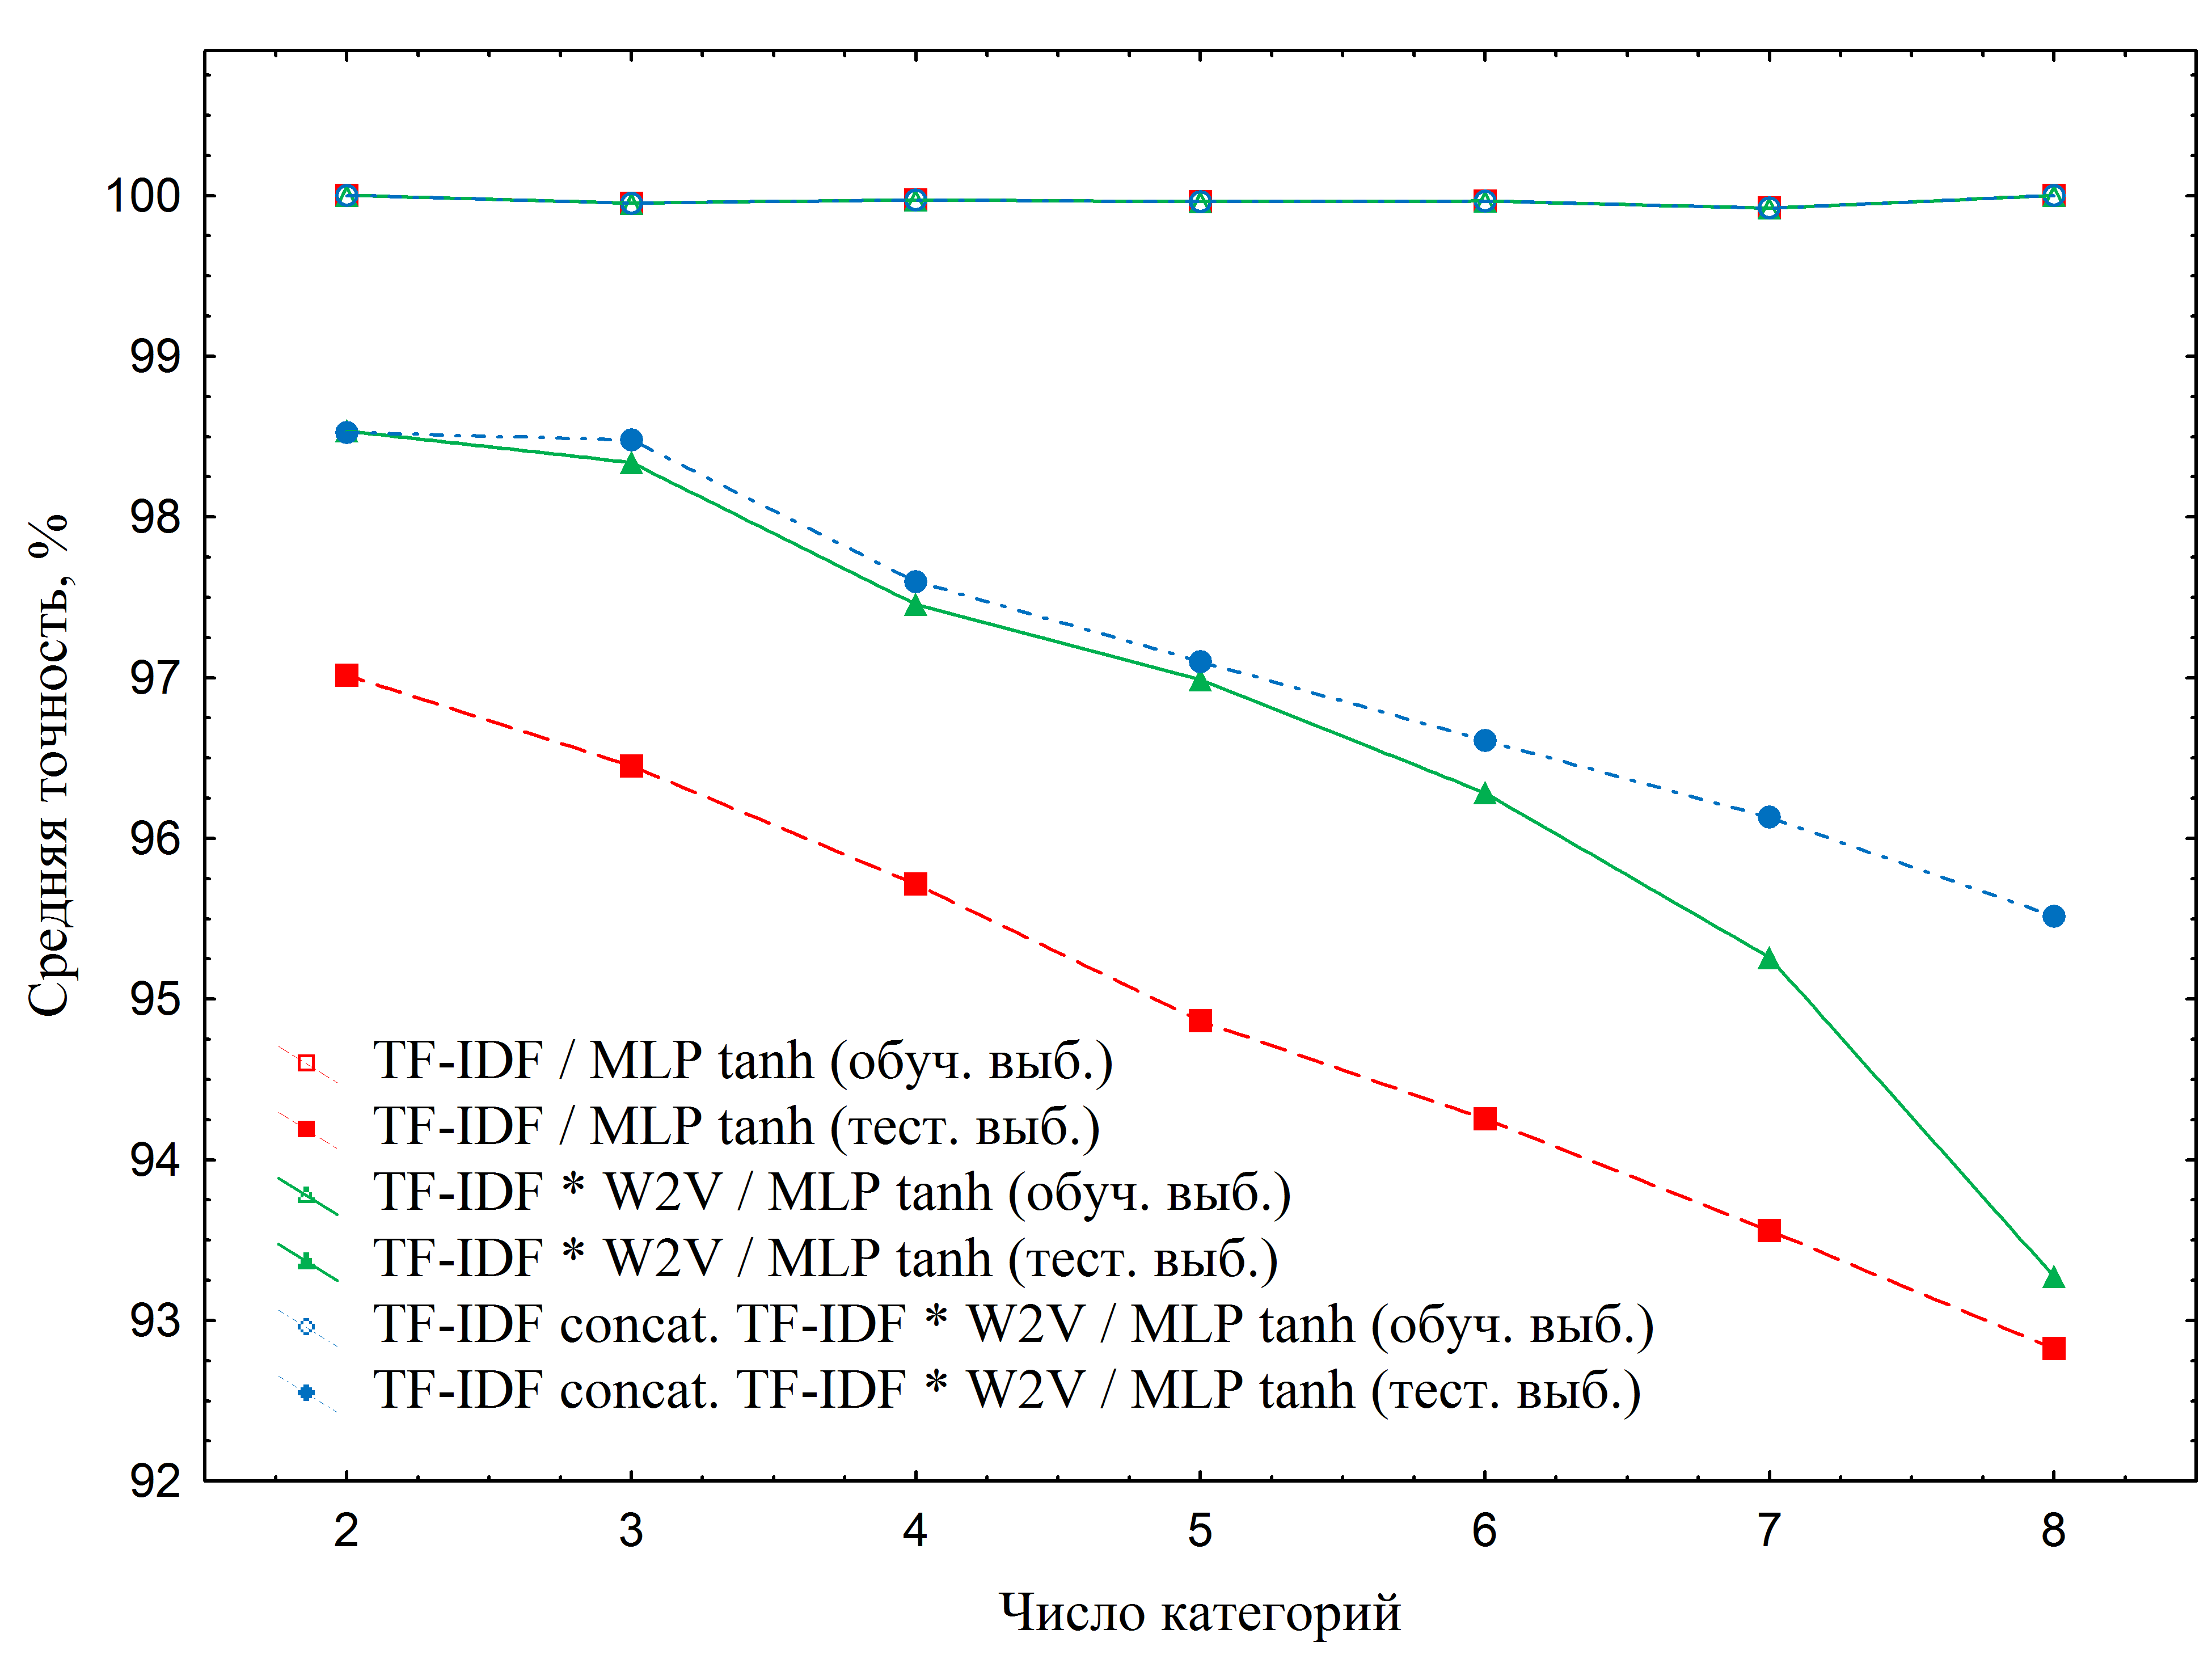 Средняя точность, %
100
99
98
97
96
95
94
93
92
TF-IDF / MLP tanh (обуч. выб.)
TF-IDF / MLP tanh (тест. выб.)
TF-IDF * W2V / MLP tanh (обуч. выб.)
TF-IDF * W2V / MLP tanh (тест. выб.)
TF-IDF concat. TF-IDF * W2V / MLP tanh (обуч. выб.)
TF-IDF concat. TF-IDF * W2V / MLP tanh (тест. выб.)
2 3 4 5 6 7 8
Число категорий